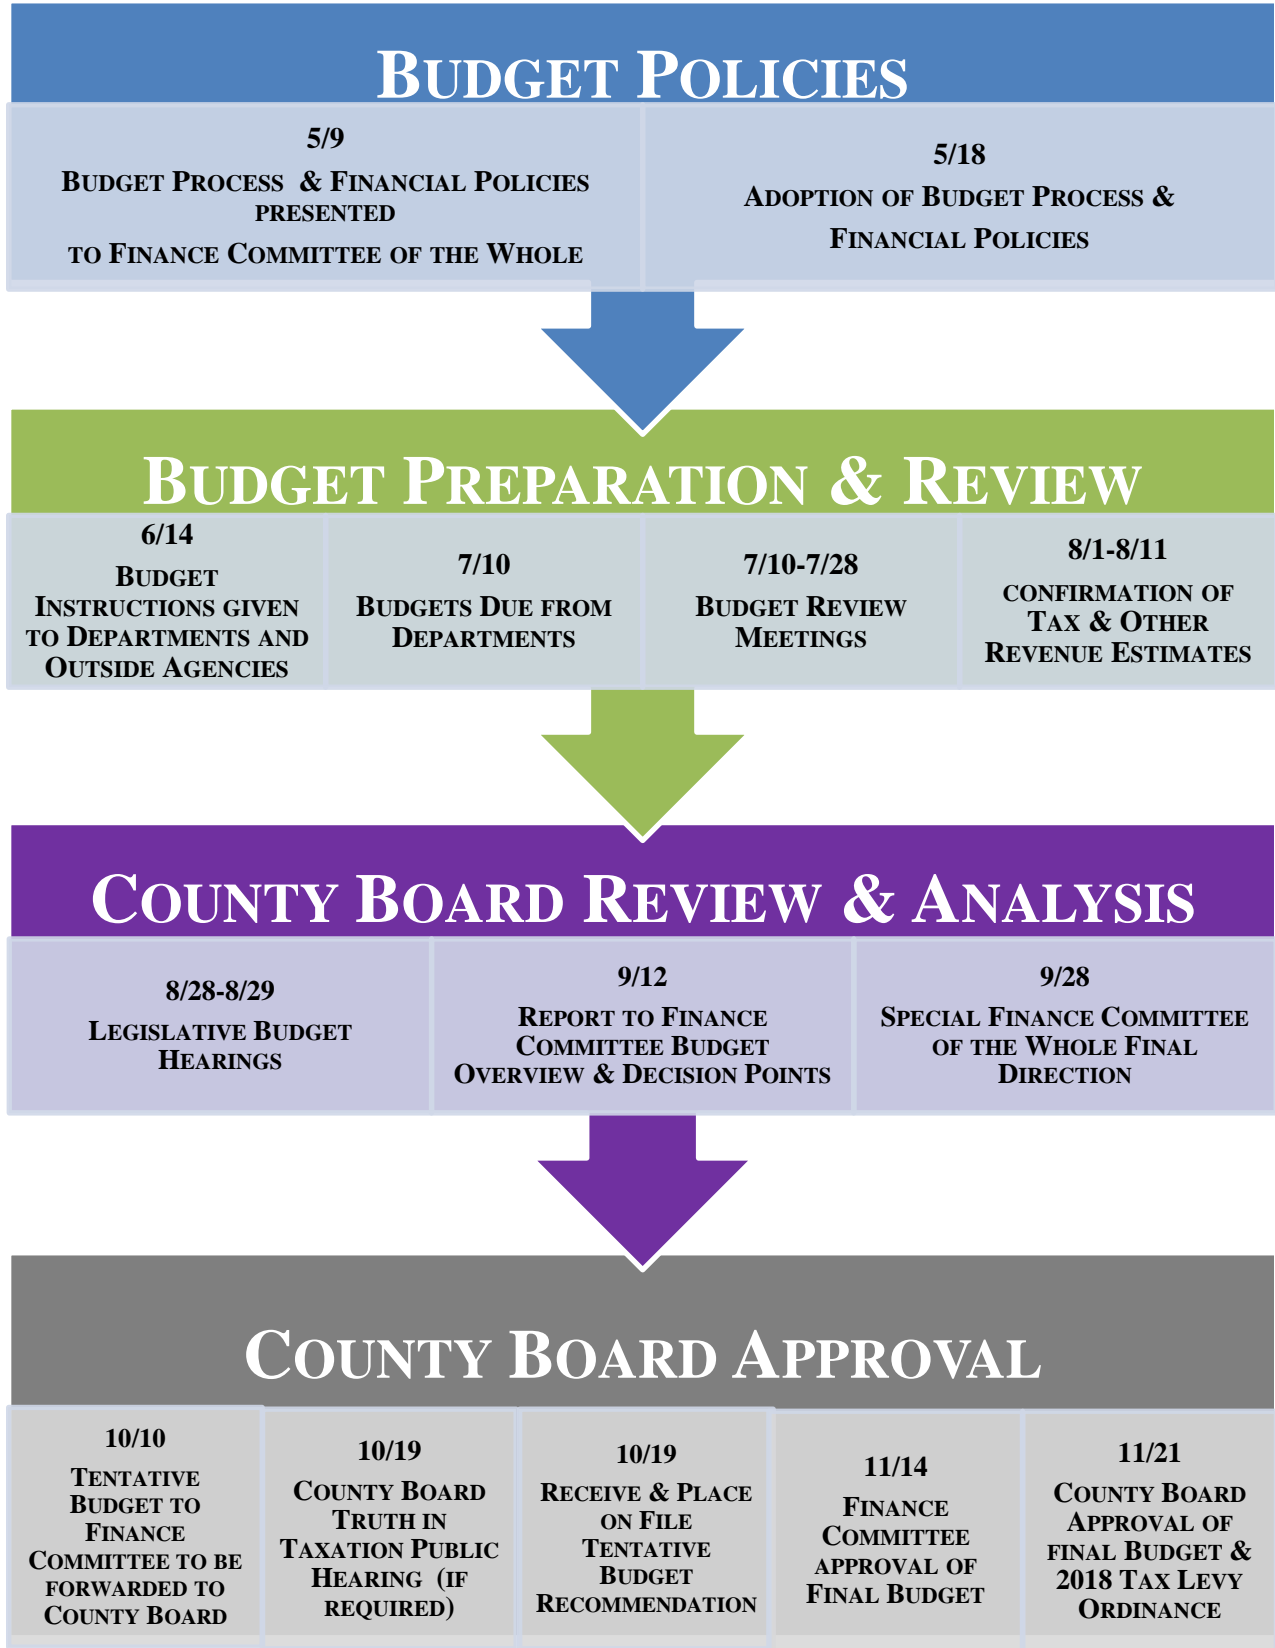 BUDGET POLICIES
5/9
BUDGET PROCESS & FINANCIAL POLICIES
PRESENTED
TO FINANCE COMMITTEE OF THE WHOLE
5/18
ADOPTION OF BUDGET PROCESS &
FINANCIAL POLICIES
BUDGET PREPARATION & REVIEW
6/14
BUDGET
INSTRUCTIONS GIVEN
TO DEPARTMENTS AND
OUTSIDE AGENCIES
7/10
BUDGETS DUE FROM
DEPARTMENTS
7/10-7/28
BUDGET REVIEW
MEETINGS
8/1-8/11
CONFIRMATION OF
TAX & OTHER
REVENUE ESTIMATES
COUNTY BOARD REVIEW & ANALYSIS
8/28-8/29
LEGISLATIVE BUDGET
HEARINGS
9/12
REPORT TO FINANCE
COMMITTEE BUDGET
OVERVIEW & DECISION POINTS
9/28
SPECIAL FINANCE COMMITTEE
OF THE WHOLE FINAL
DIRECTION
COUNTY BOARD APPROVAL
10/10
TENTATIVE
BUDGET TO
FINANCE
COMMITTEE TO BE
FORWARDED TO
COUNTY BOARD
10/19
COUNTY BOARD
TRUTH IN
TAXATION PUBLIC
HEARING (IF
REQUIRED)
10/19
RECEIVE & PLACE
ON FILE
TENTATIVE
BUDGET
RECOMMENDATION
11/14
FINANCE
COMMITTEE
APPROVAL OF
FINAL BUDGET
11/21
COUNTY BOARD
APPROVAL OF
FINAL BUDGET &
2018 TAX LEVY
ORDINANCE